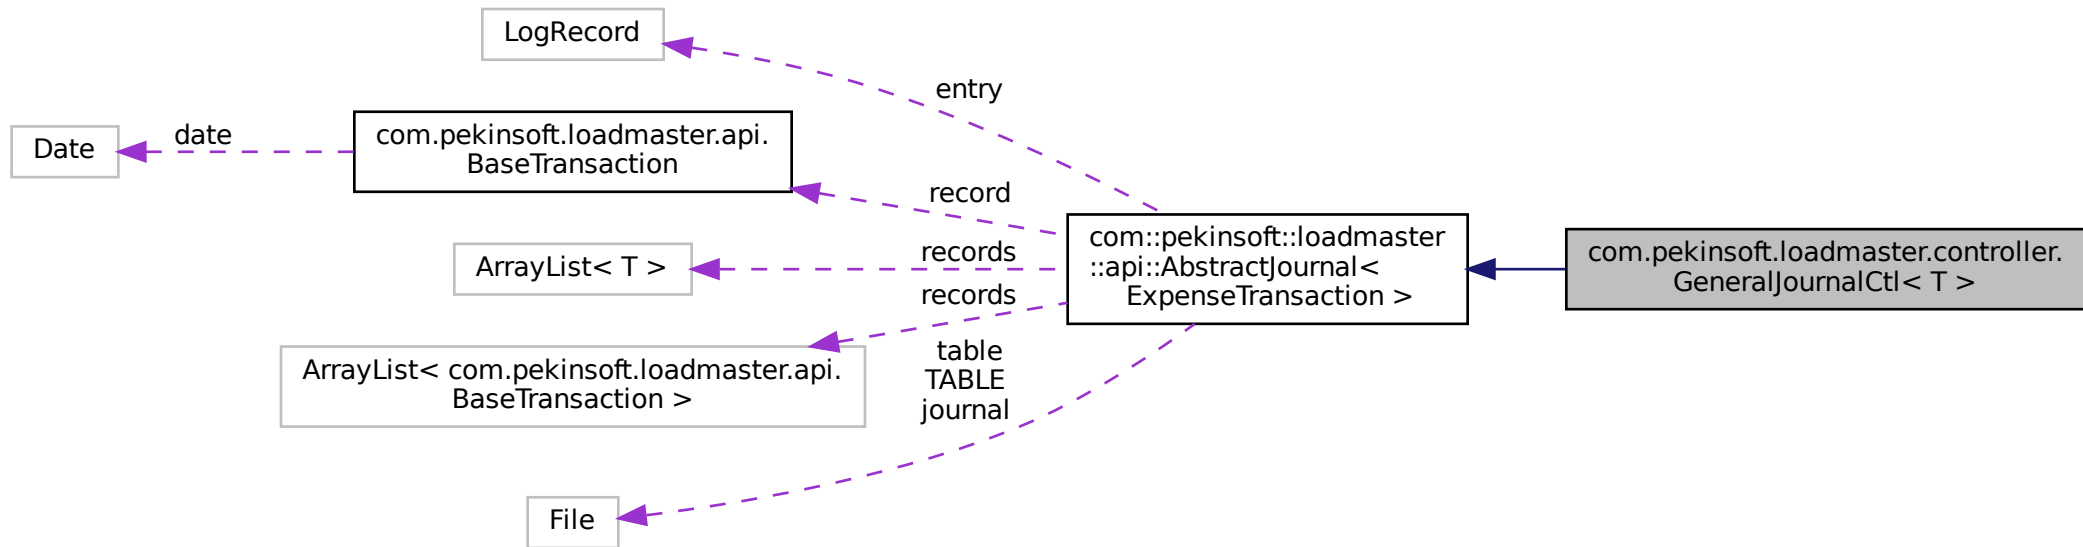 LogRecord
entry
com.pekinsoft.loadmaster.api.
BaseTransaction
date
Date
record
com::pekinsoft::loadmaster
::api::AbstractJournal<
ExpenseTransaction >
com.pekinsoft.loadmaster.controller.
GeneralJournalCtl< T >
records
ArrayList< T >
records
ArrayList< com.pekinsoft.loadmaster.api.
BaseTransaction >
table
TABLE
journal
File